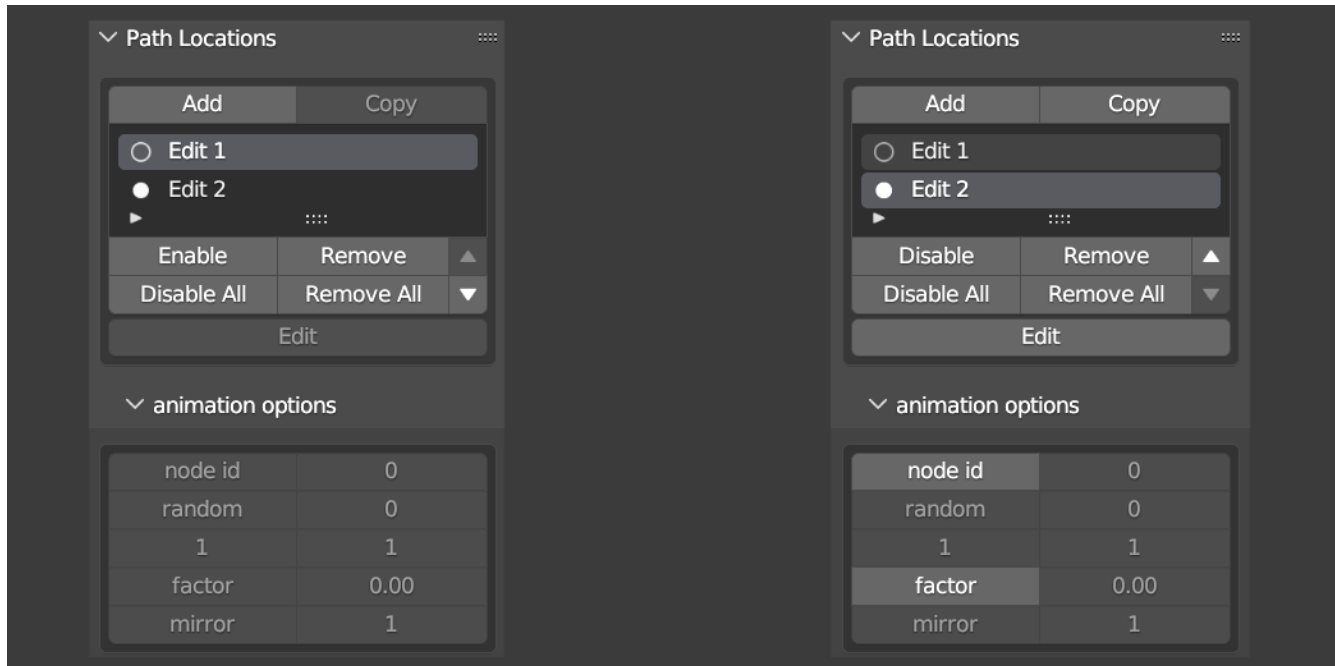 Path Locations
Add Copy
Edit 1
Edit 2
Enable Remove
Disable All Remove All
Edit
animation options
node id 0
random 0
1 1
factor 0.00
mirror 1
Path Locations
Add Copy
Edit 1
Edit 2
Disable Remove
Disable All Remove All
Edit
animation options
node id 0
random 0
1 1
factor 0.00
mirror 1